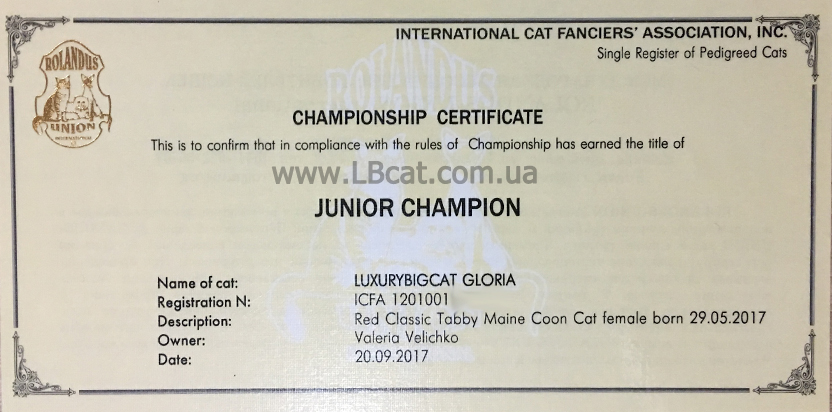 INTERNATIONAL CAT FANCIERS' ASSOCIATION, INC.
Single Register of Pedigreed Cats
ROLANDUS
UNION
CHAMPIONSHIP CERTIFICATE
This is to confirm that in compliance with the rules of Championship has earned the title of
www.LBcat.com.ua
JUNIOR CHAMPION
Name of cat: LUXURYBIGCAT GLORIA
Registration N: ICFA 1201001
Description: Red Classic Tabby Maine Coon Cat female born 29.05.2017
Owner: Valeria Velichko
Date: 20.09.2017
ROLANDUS